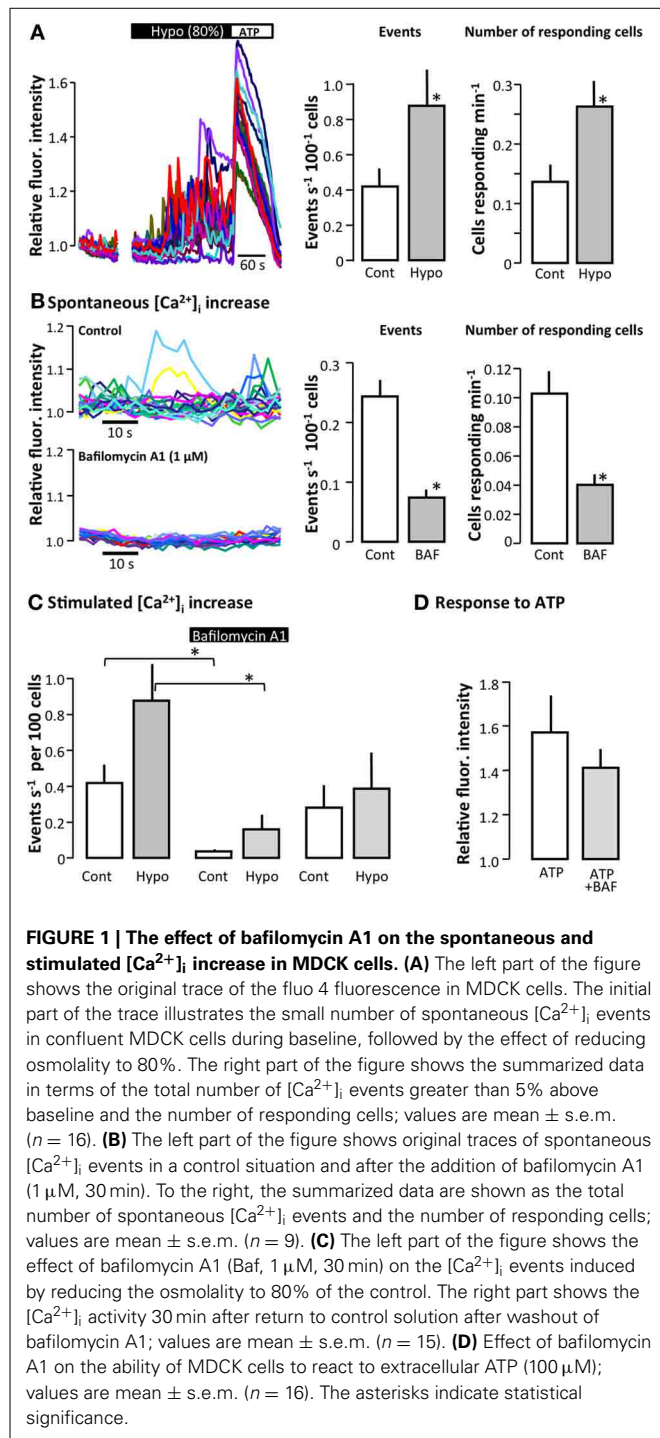 A
Hypo (80%)
ATP
Events
Number of responding cells
Relative fluor. intensity
1.6
1.4
1.2
1.0
60 s
Events s-1 100-1 cells
1.0
0.8
0.6
0.4
0.2
0
*
Cont Hypo
Cells responding min-1
0.3
0.2
0.1
0
*
Cont Hypo
B Spontaneous [Ca2+]i increase
Control
Relative fluor. intensity
1.2
1.1
1.0
10 s
Bafilomycin A1 (1 µM)
1.2
1.1
1.0
10 s
Events
Number of responding cells
Events s-1 100-1 cells
0.3
0.2
0.1
0
*
Cont BAF
Cells responding min-1
0.12
0.10
0.08
0.06
0.04
0.02
0
*
Cont BAF
C Stimulated [Ca2+]i increase
Bafilomycin A1
*
*
Events s-1 per 100 cells
1.0
0.8
0.6
0.4
0.2
0
Cont Hypo Cont Hypo Cont Hypo
D Response to ATP
Relative fluor. intensity
1.8
1.6
1.4
1.2
1.0
ATP ATP
+BAF
FIGURE 1 | The effect of bafilomycin A1 on the spontaneous and
stimulated [Ca2+]i increase in MDCK cells. (A) The left part of the figure
shows the original trace of the fluo 4 fluorescence in MDCK cells. The initial
part of the trace illustrates the small number of spontaneous [Ca2+]i events
in confluent MDCK cells during baseline, followed by the effect of reducing
osmolality to 80%. The right part of the figure shows the summarized data
in terms of the total number of [Ca2+]i events greater than 5% above
baseline and the number of responding cells; values are mean ± s.e.m.
(n = 16). (B) The left part of the figure shows original traces of spontaneous
[Ca2+]i events in a control situation and after the addition of bafilomycin A1
(1 µM, 30 min). To the right, the summarized data are shown as the total
number of spontaneous [Ca2+]i events and the number of responding cells;
values are mean ± s.e.m. (n = 9). (C) The left part of the figure shows the
effect of bafilomycin A1 (Baf, 1 µM, 30 min) on the [Ca2+]i events induced
by reducing the osmolality to 80% of the control. The right part shows the
[Ca2+]i activity 30 min after return to control solution after washout of
bafilomycin A1; values are mean ± s.e.m. (n = 15). (D) Effect of bafilomycin
A1 on the ability of MDCK cells to react to extracellular ATP (100 µM);
values are mean ± s.e.m. (n = 16). The asterisks indicate statistical
significance.